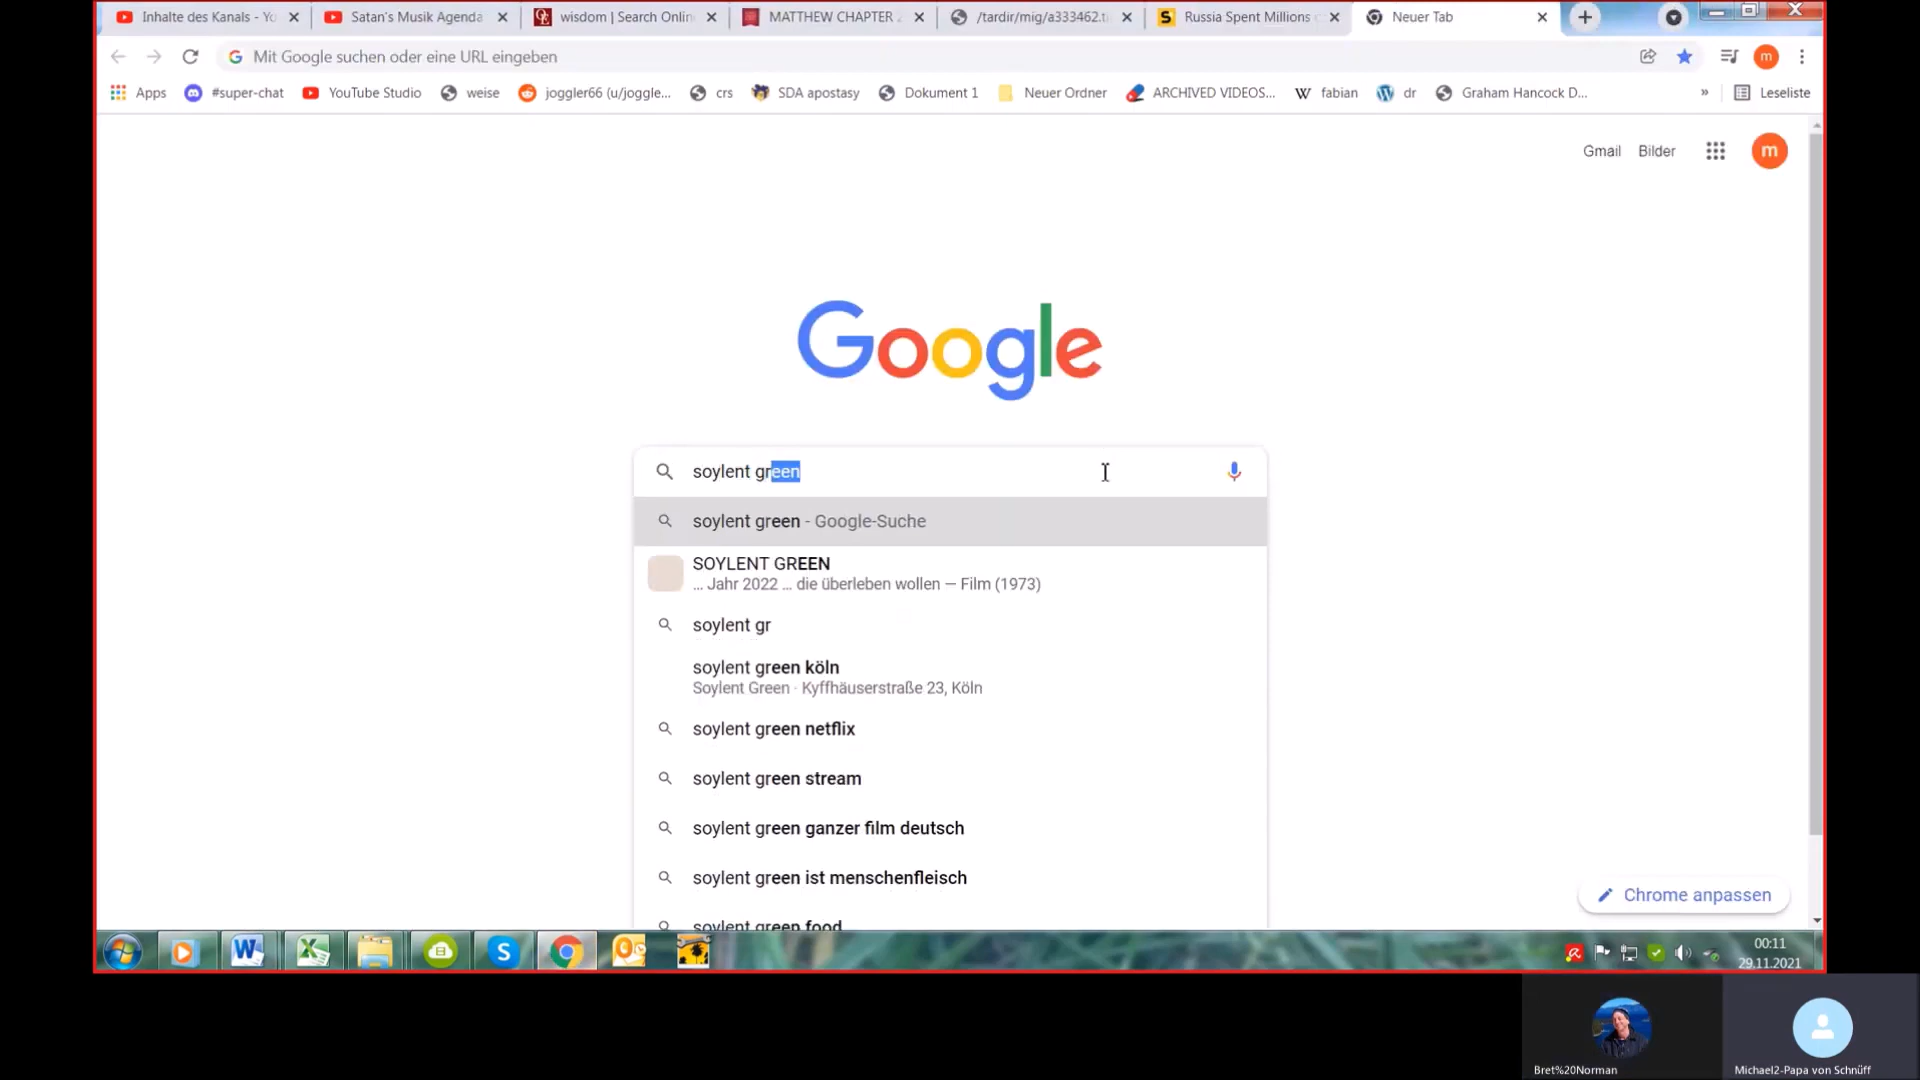 Inhalte des Kanals - Yo
Satan's Musik Agenda
wisdom | Search Onlin
MATTHEW CHAPTER
/tardir/mig/a333462.ti
Russia Spent Millions
Neuer Tab
Mit Google suchen oder eine URL eingeben
m
Apps
#super-chat
YouTube Studio
weise
joggler66 (u/joggle...
crs
SDA apostasy
Dokument 1
Neuer Ordner
ARCHIVED VIDEOS...
W fabian
dr
Graham Hancock D...
»
Leseliste
Gmail
Bilder
m
Google
soylent green
soylent green - Google-Suche
SOYLENT GREEN
... Jahr 2022 ... die überleben wollen — Film (1973)
soylent gr
soylent green köln
Soylent Green · Kyffhäuserstraße 23, Köln
soylent green netflix
soylent green stream
soylent green ganzer film deutsch
soylent green ist menschenfleisch
soylent green food
Chrome anpassen
00:11
29.11.2021
Bret%20Norman
Michael2-Papa von Schnüff